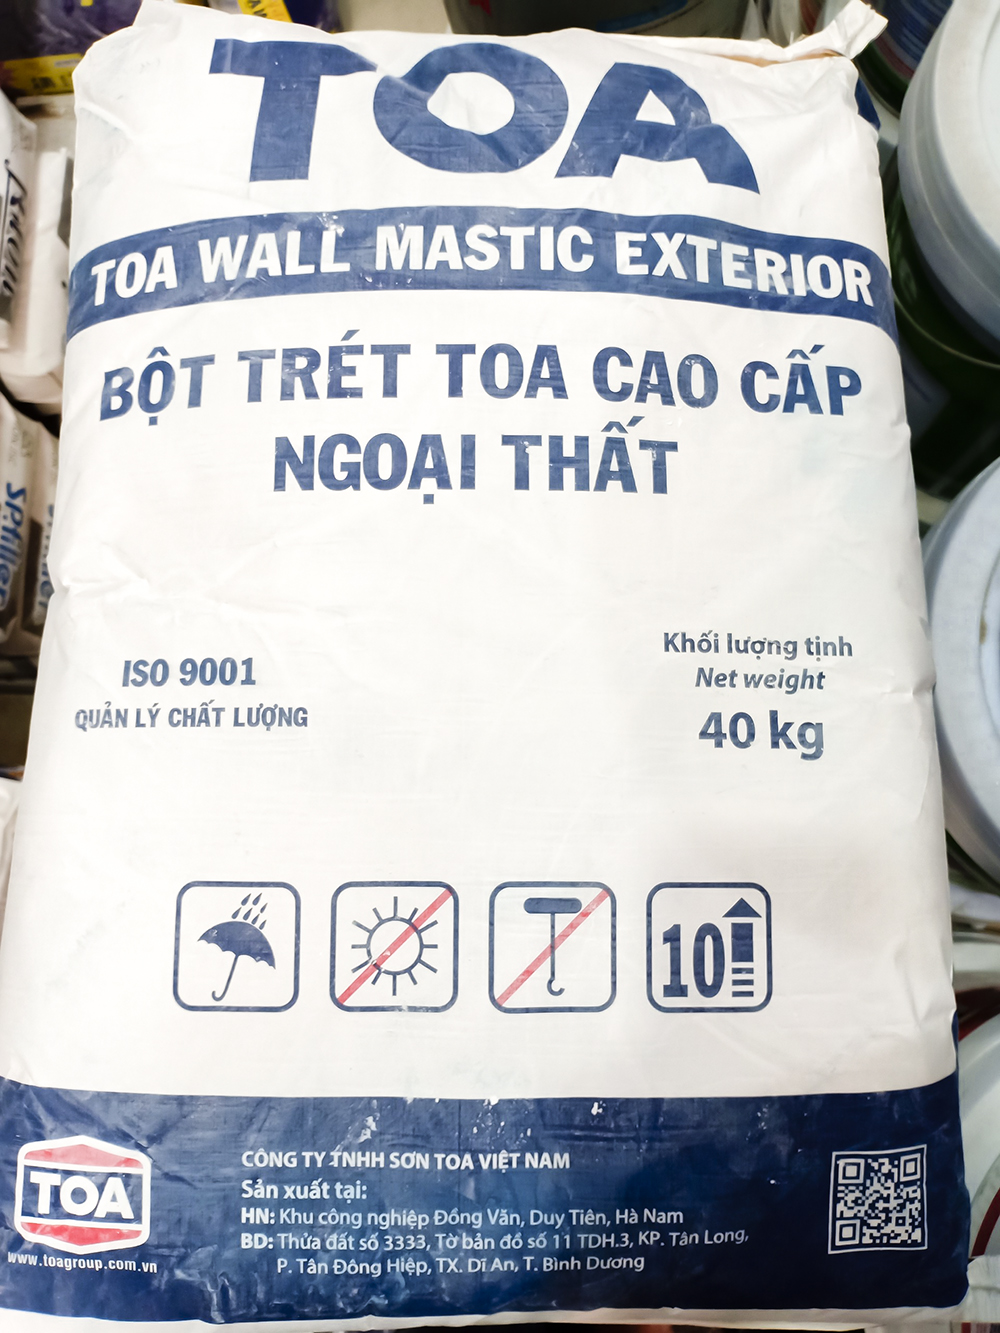 TOA
TOA WALL MASTIC EXTERIOR
BỘT TRÉT TOA CAO CẤP
NGOẠI THẤT
ISO 9001
QUẢN LÝ CHẤT LƯỢNG
Khối lượng tịnh
Net weight
40 kg
10
TOA
www.toagroup.com.vn
CÔNG TY TNHH SƠN TOA VIỆT NAM
Sản xuất tại:
HN: Khu công nghiệp Đồng Văn, Duy Tiên, Hà Nam
BD: Thửa đất số 3333, Tờ bản đồ số 11 TDH.3, KP. Tân Long,
P. Tân Đông Hiệp, TX. Dĩ An, T. Bình Dương